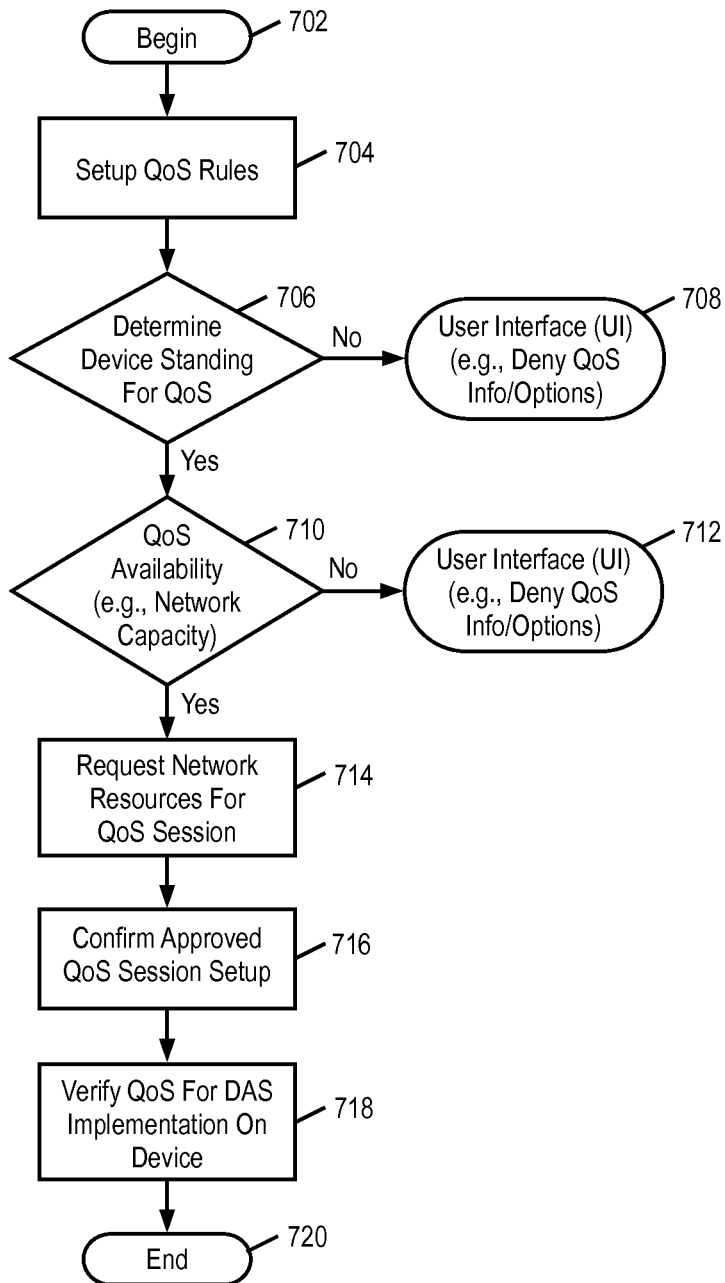 Begin
702
Setup QoS Rules
704
706
Determine
Device Standing
For QoS
No
708
User Interface (UI)
(e.g., Deny QoS
Info/Options)
Yes
710
QoS
Availability
(e.g., Network
Capacity)
No
712
User Interface (UI)
(e.g., Deny QoS
Info/Options)
Yes
Request Network
Resources For
QoS Session
714
Confirm Approved
QoS Session Setup
716
Verify QoS For DAS
Implementation On
Device
718
End
720